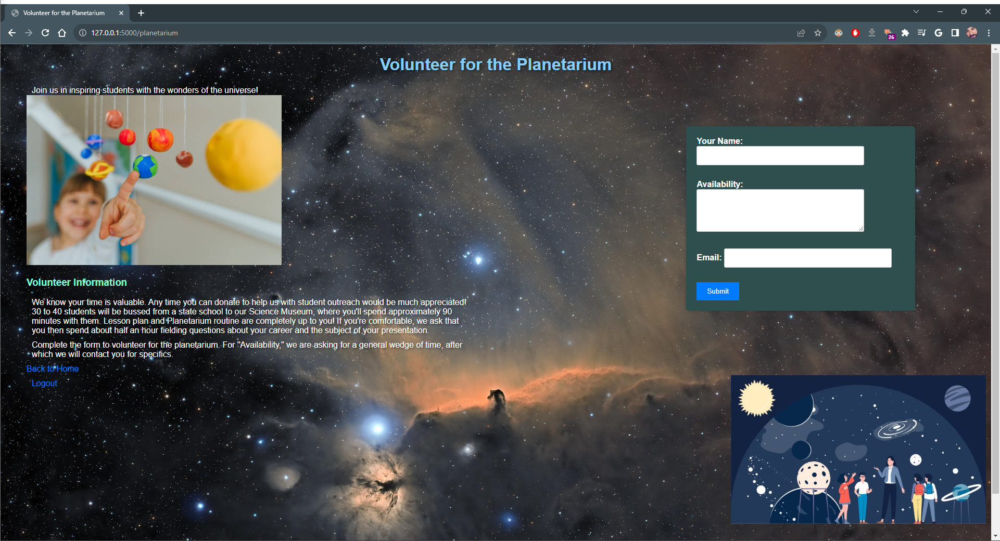 Volunteer for the Planetarium
127.0.0.1:5000/planetarium
26
Volunteer for the Planetarium
Join us in inspiring students with the wonders of the universe!
Volunteer Information
We know your time is valuable. Any time you can donate to help us with student outreach would be much appreciated!
30 to 40 students will be bussed from a state school to our Science Museum, where you'll spend approximately 90
minutes with them. Lesson plan and Planetarium routine are completely up to you! If you're comfortable, we ask that
you then spend about half an hour fielding questions about your career and the subject of your presentation.
Complete the form to volunteer for the planetarium. For "Availability," we are asking for a general wedge of time, after
which we will contact you for specifics.
Back to Home
Logout
Your Name:
Availability:
Email:
Submit